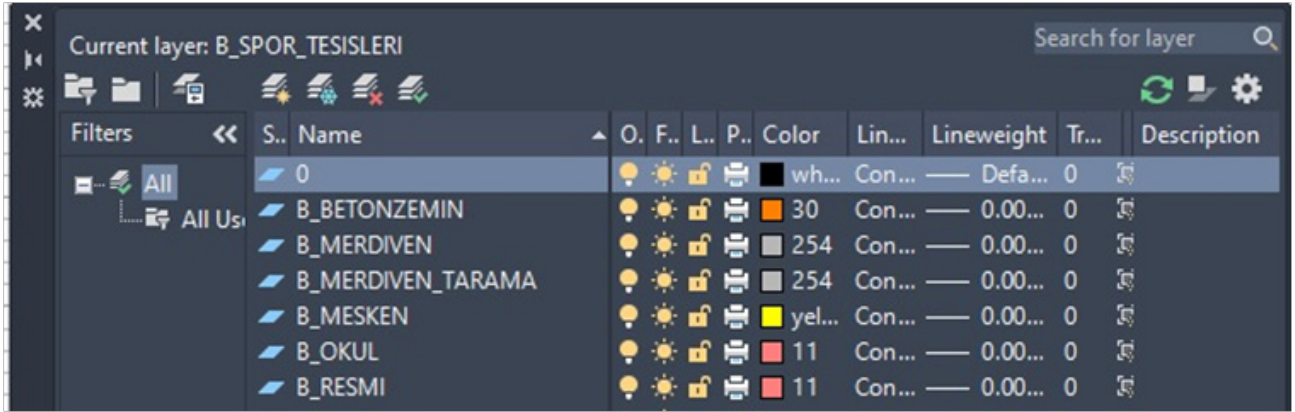 Current layer: B_SPOR_TESISLERI
Search for layer
Filters
S.. Name O. F.. L.. P.. Color Lin... Lineweight Tr... Description
All
All Us
0 wh... Con... Defa... 0
B_BETONZEMIN 30 Con... 0.00... 0
B_MERDIVEN 254 Con... 0.00... 0
B_MERDIVEN_TARAMA 254 Con... 0.00... 0
B_MESKEN yel... Con... 0.00... 0
B_OKUL 11 Con... 0.00... 0
B_RESMI 11 Con... 0.00... 0